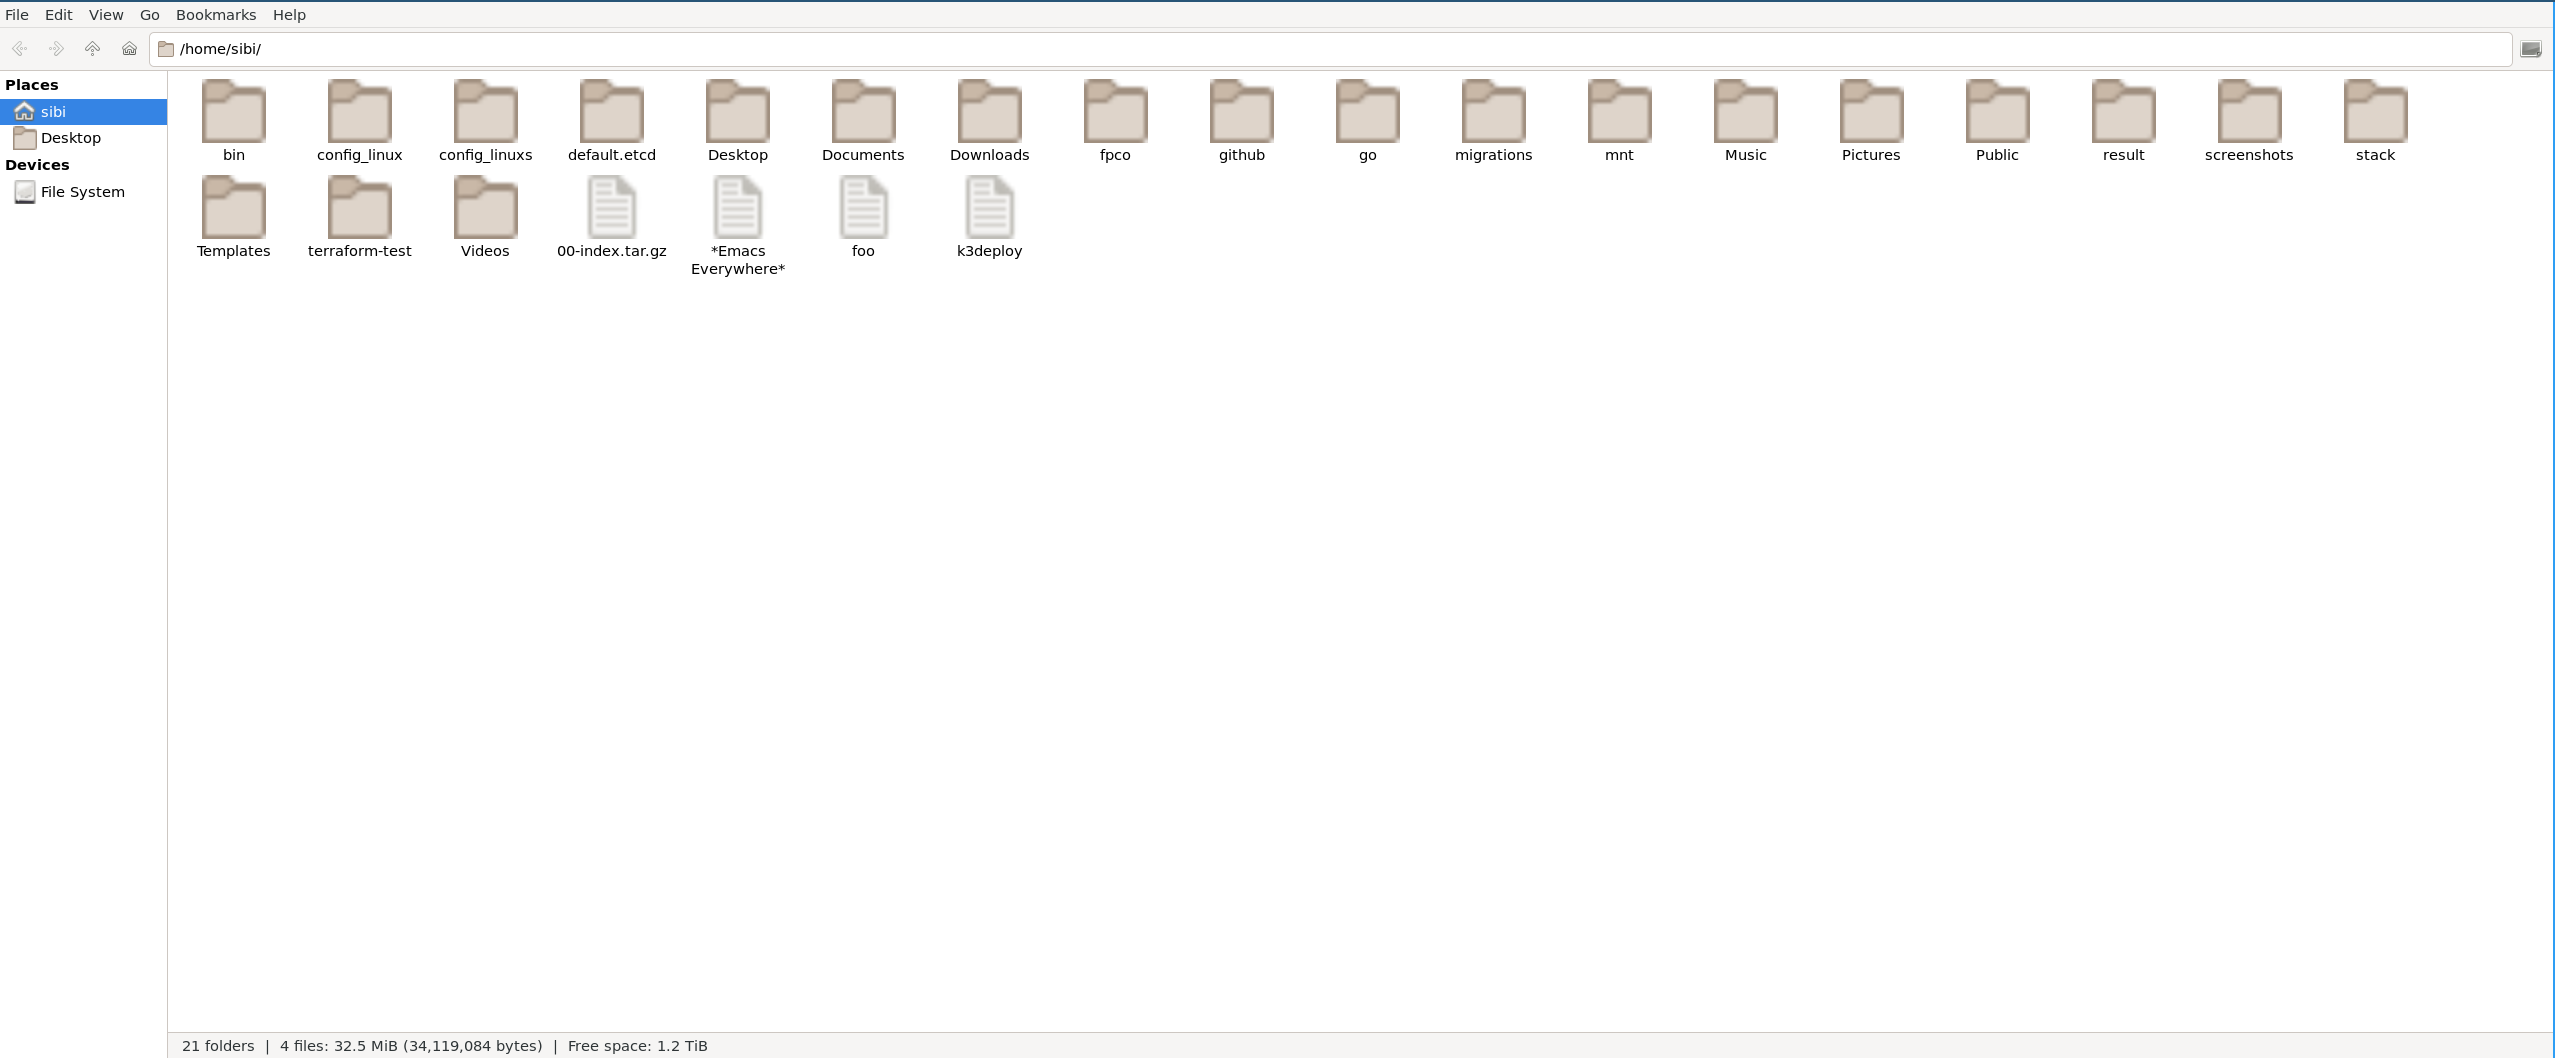 File Edit View Go Bookmarks Help
/home/sibi/
Places
sibi
Desktop
Devices
File System
bin config_linux config_linuxs default.etcd Desktop Documents Downloads fpco github go migrations mnt Music Pictures Public result screenshots stack
Templates terraform-test Videos 00-index.tar.gz *Emacs foo k3deploy
Everywhere*
21 folders | 4 files: 32.5 MiB (34,119,084 bytes) | Free space: 1.2 TiB